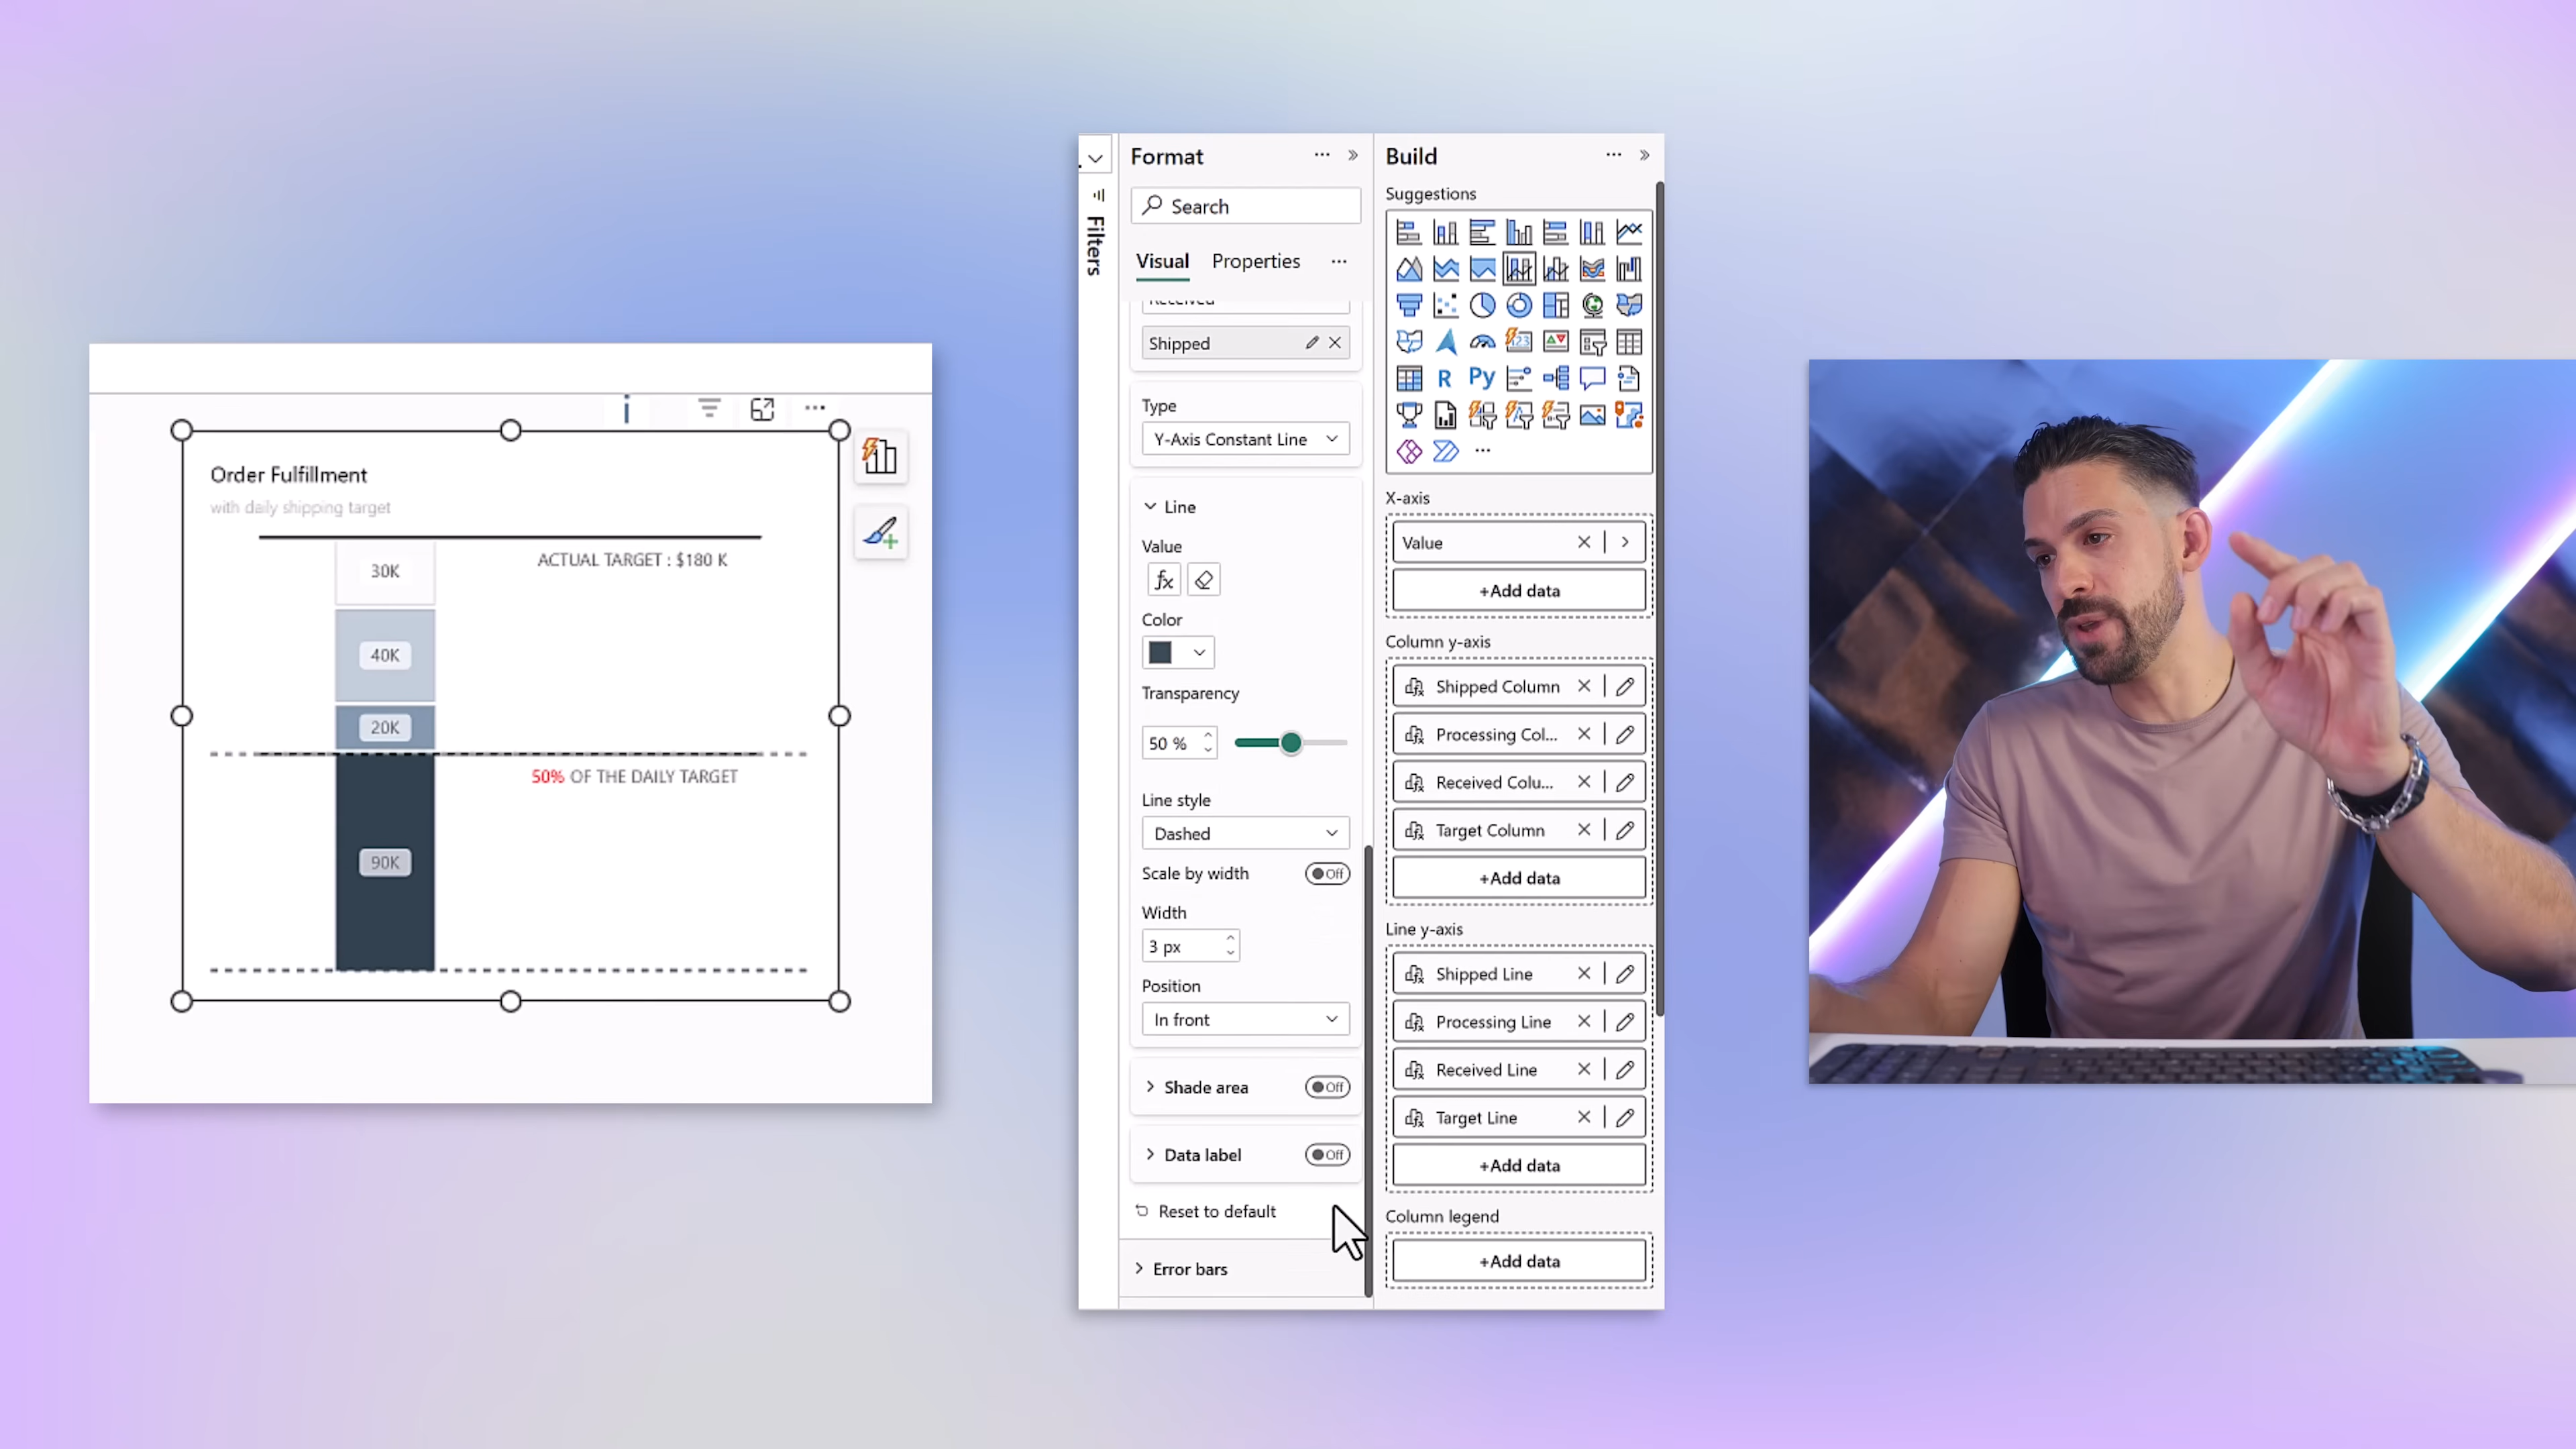 Order Fulfillment
with daily shipping target
ACTUAL TARGET : $180 K
30K
40K
20K
50% OF THE DAILY TARGET
90K
Filters
Format
Search
Visual Properties
Received
Shipped
Type
Y-Axis Constant Line
Line
Value
fx
Color
Transparency
50 %
Line style
Dashed
Scale by width Off
Width
3 px
Position
In front
Shade area Off
Data label Off
Reset to default
Error bars
Build
Suggestions
123
R Py
X-axis
Value
+Add data
Column y-axis
Shipped Column
Processing Col...
Received Colu...
Target Column
+Add data
Line y-axis
Shipped Line
Processing Line
Received Line
Target Line
+Add data
Column legend
+Add data